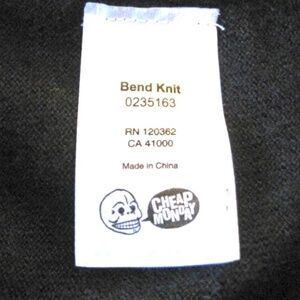 Bend Knit
0235163
RN 120362
CA 41000
Made in China
CHEAP
MONDAY